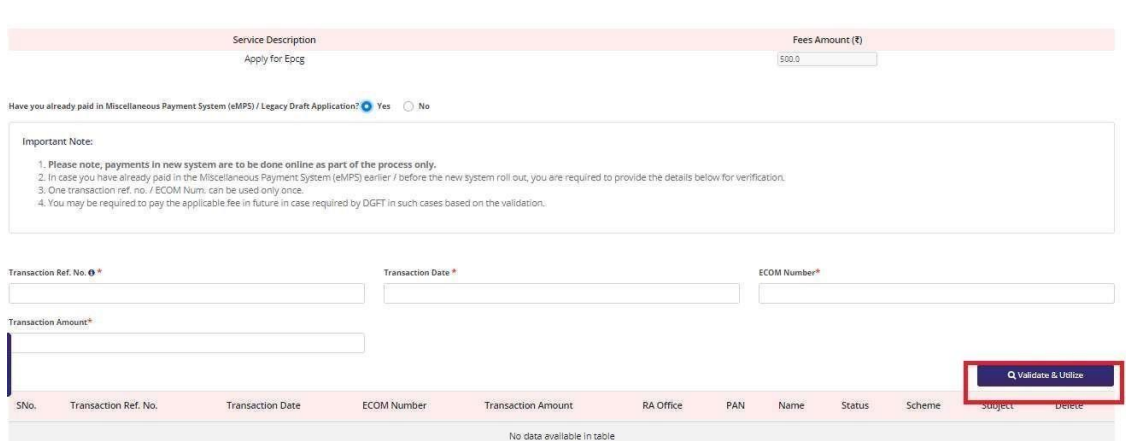 Service Description Fees Amount (₹)
Apply for Epcg 500.0
Have you already paid in Miscellaneous Payment System (eMPS) / Legacy Draft Application? Yes No
Important Note:
1. Please note, payments in new system are to be done online as part of the process only.
2. In case you have already paid in the Miscellaneous Payment System (eMPS) earlier / before the new system roll out, you are required to provide the details below for verification.
3. One transaction ref. no. / ECOM Num. can be used only once.
4. You may be required to pay the applicable fee in future in case required by DGFT in such cases based on the validation.
Transaction Ref. No. * Transaction Date * ECOM Number*
Transaction Amount*
Validate & Utilize
SNo. Transaction Ref. No. Transaction Date ECOM Number Transaction Amount RA Office PAN Name Status Scheme Subject Delete
No data available in table